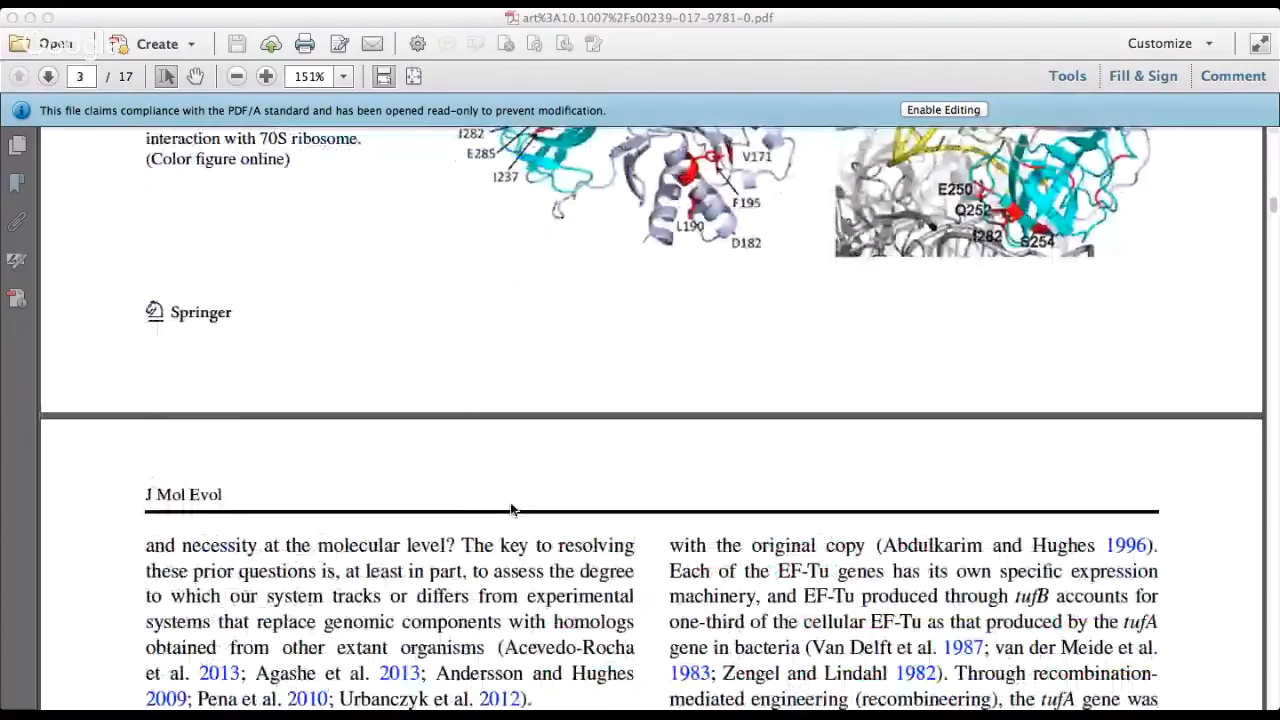 art%3A10.1007%2Fs00239-017-9781-0.pdf
Open
Create
Customize
3 / 17
151%
Tools
Fill & Sign
Comment
This file claims compliance with the PDF/A standard and has been opened read-only to prevent modification.
Enable Editing
interaction with 70S ribosome.
(Color figure online)
I282
E285
I237
V171
F195
L190
D182
E250
Q252
I282
S254
Springer
J Mol Evol
and necessity at the molecular level? The key to resolving
these prior questions is, at least in part, to assess the degree
to which our system tracks or differs from experimental
systems that replace genomic components with homologs
obtained from other extant organisms (Acevedo-Rocha
et al. 2013; Agashe et al. 2013; Andersson and Hughes
2009; Pena et al. 2010; Urbanczyk et al. 2012).
with the original copy (Abdulkarim and Hughes 1996).
Each of the EF-Tu genes has its own specific expression
machinery, and EF-Tu produced through tufB accounts for
one-third of the cellular EF-Tu as that produced by the tufA
gene in bacteria (Van Delft et al. 1987; van der Meide et al.
1983; Zengel and Lindahl 1982). Through recombination-
mediated engineering (recombineering), the tufA gene was